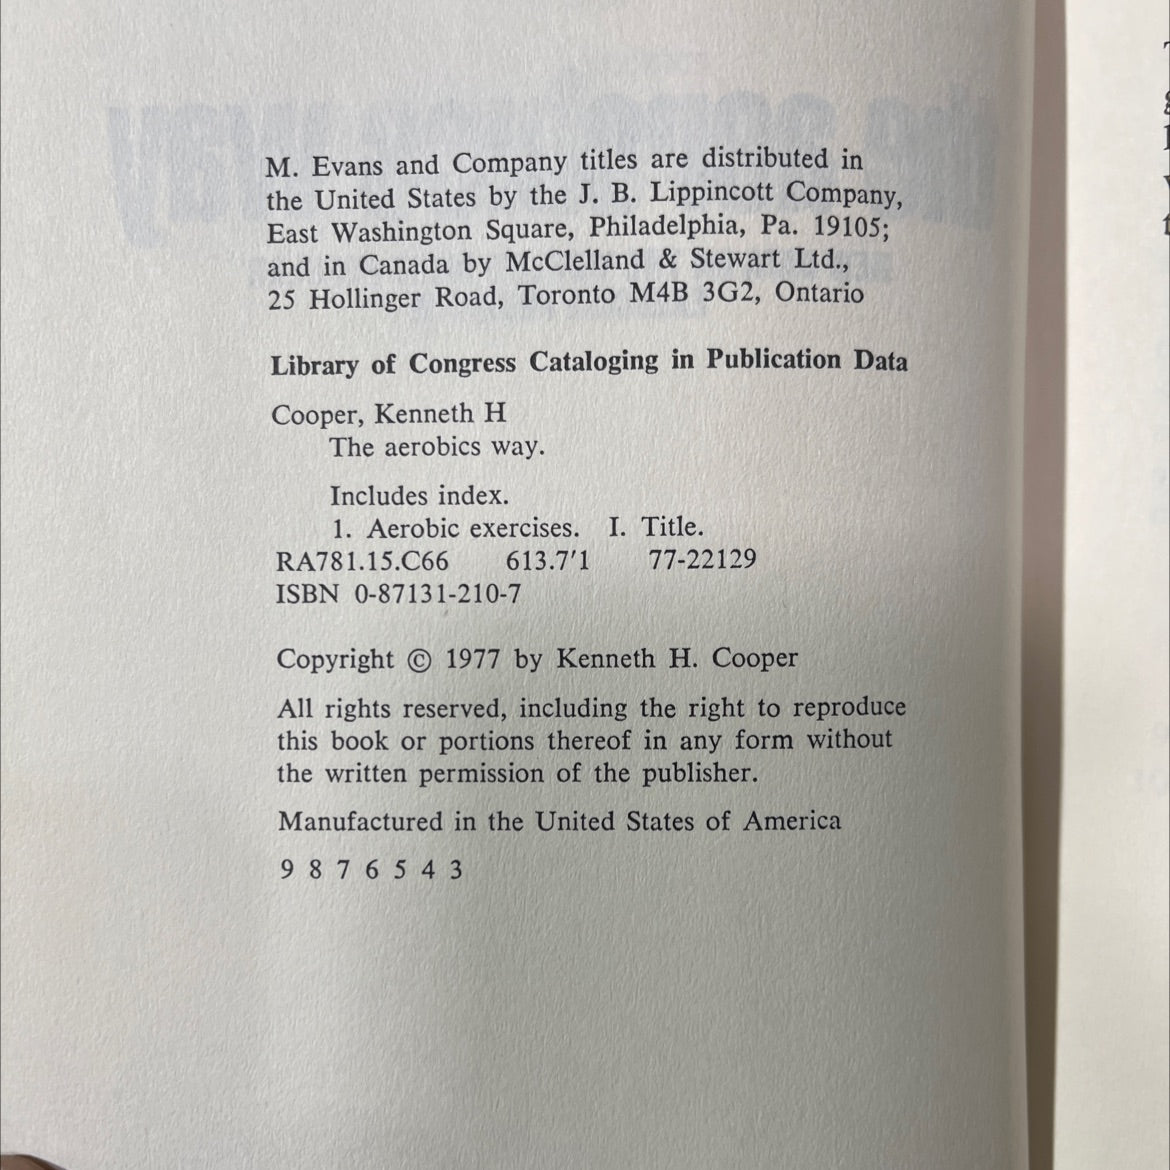 M. Evans and Company titles are distributed in
the United States by the J. B. Lippincott Company,
East Washington Square, Philadelphia, Pa. 19105;
and in Canada by McClelland & Stewart Ltd.,
25 Hollinger Road, Toronto M4B 3G2, Ontario
Library of Congress Cataloging in Publication Data
Cooper, Kenneth H
The aerobics way.
Includes index.
1. Aerobic exercises. I. Title.
RA781.15.C66 613.7′1 77-22129
ISBN 0-87131-210-7
Copyright © 1977 by Kenneth H. Cooper
All rights reserved, including the right to reproduce
this book or portions thereof in any form without
the written permission of the publisher.
Manufactured in the United States of America
9 8 7 6 5 4 3